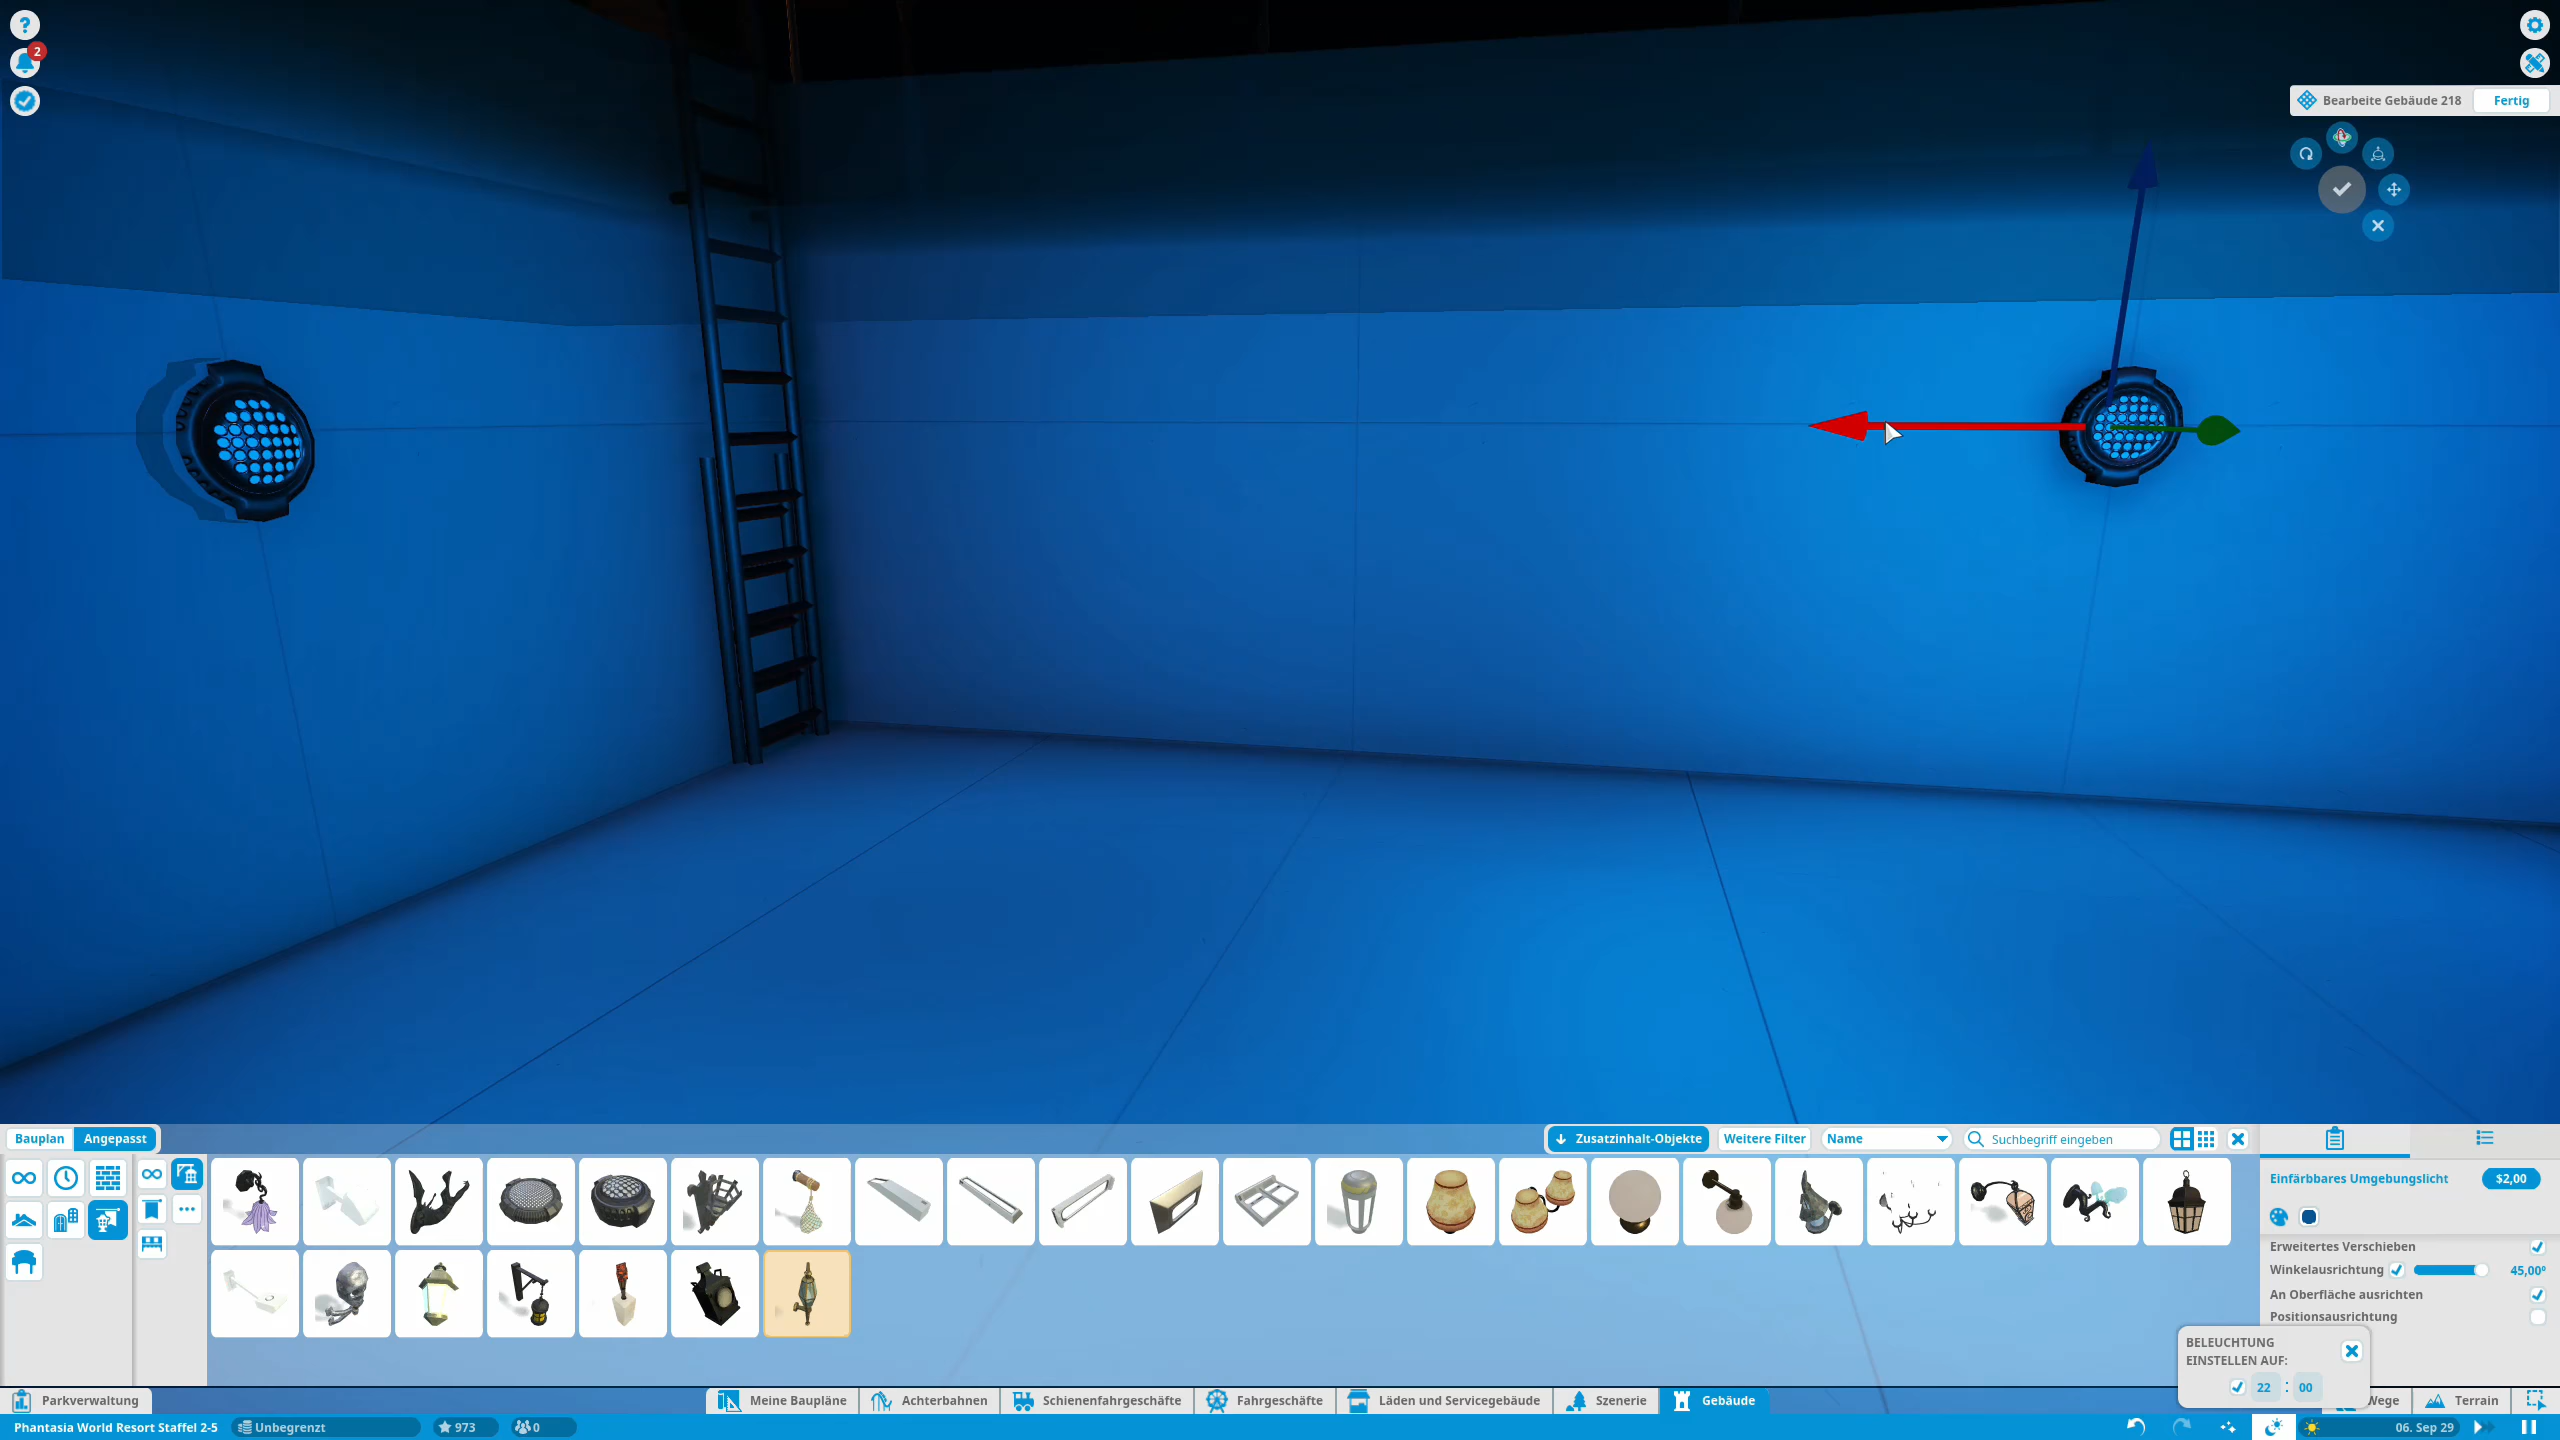 2
Bearbeite Gebäude 218
Fertig
Bauplan
Angepasst
Zusatzinhalt-Objekte
Weitere Filter
Name
Suchbegriff eingeben
Einfärbbares Umgebungslicht
$2,00
Erweitertes Verschieben
Winkelausrichtung
45,00°
An Oberfläche ausrichten
Positionsausrichtung
BELEUCHTUNG
EINSTELLEN AUF:
22 : 00
Parkverwaltung
Meine Baupläne
Achterbahnen
Schienenfahrgeschäfte
Fahrgeschäfte
Läden und Servicegebäude
Szenerie
Gebäude
Wege
Terrain
Phantasia World Resort Staffel 2-5
Unbegrenzt
973
0
06. Sep 29